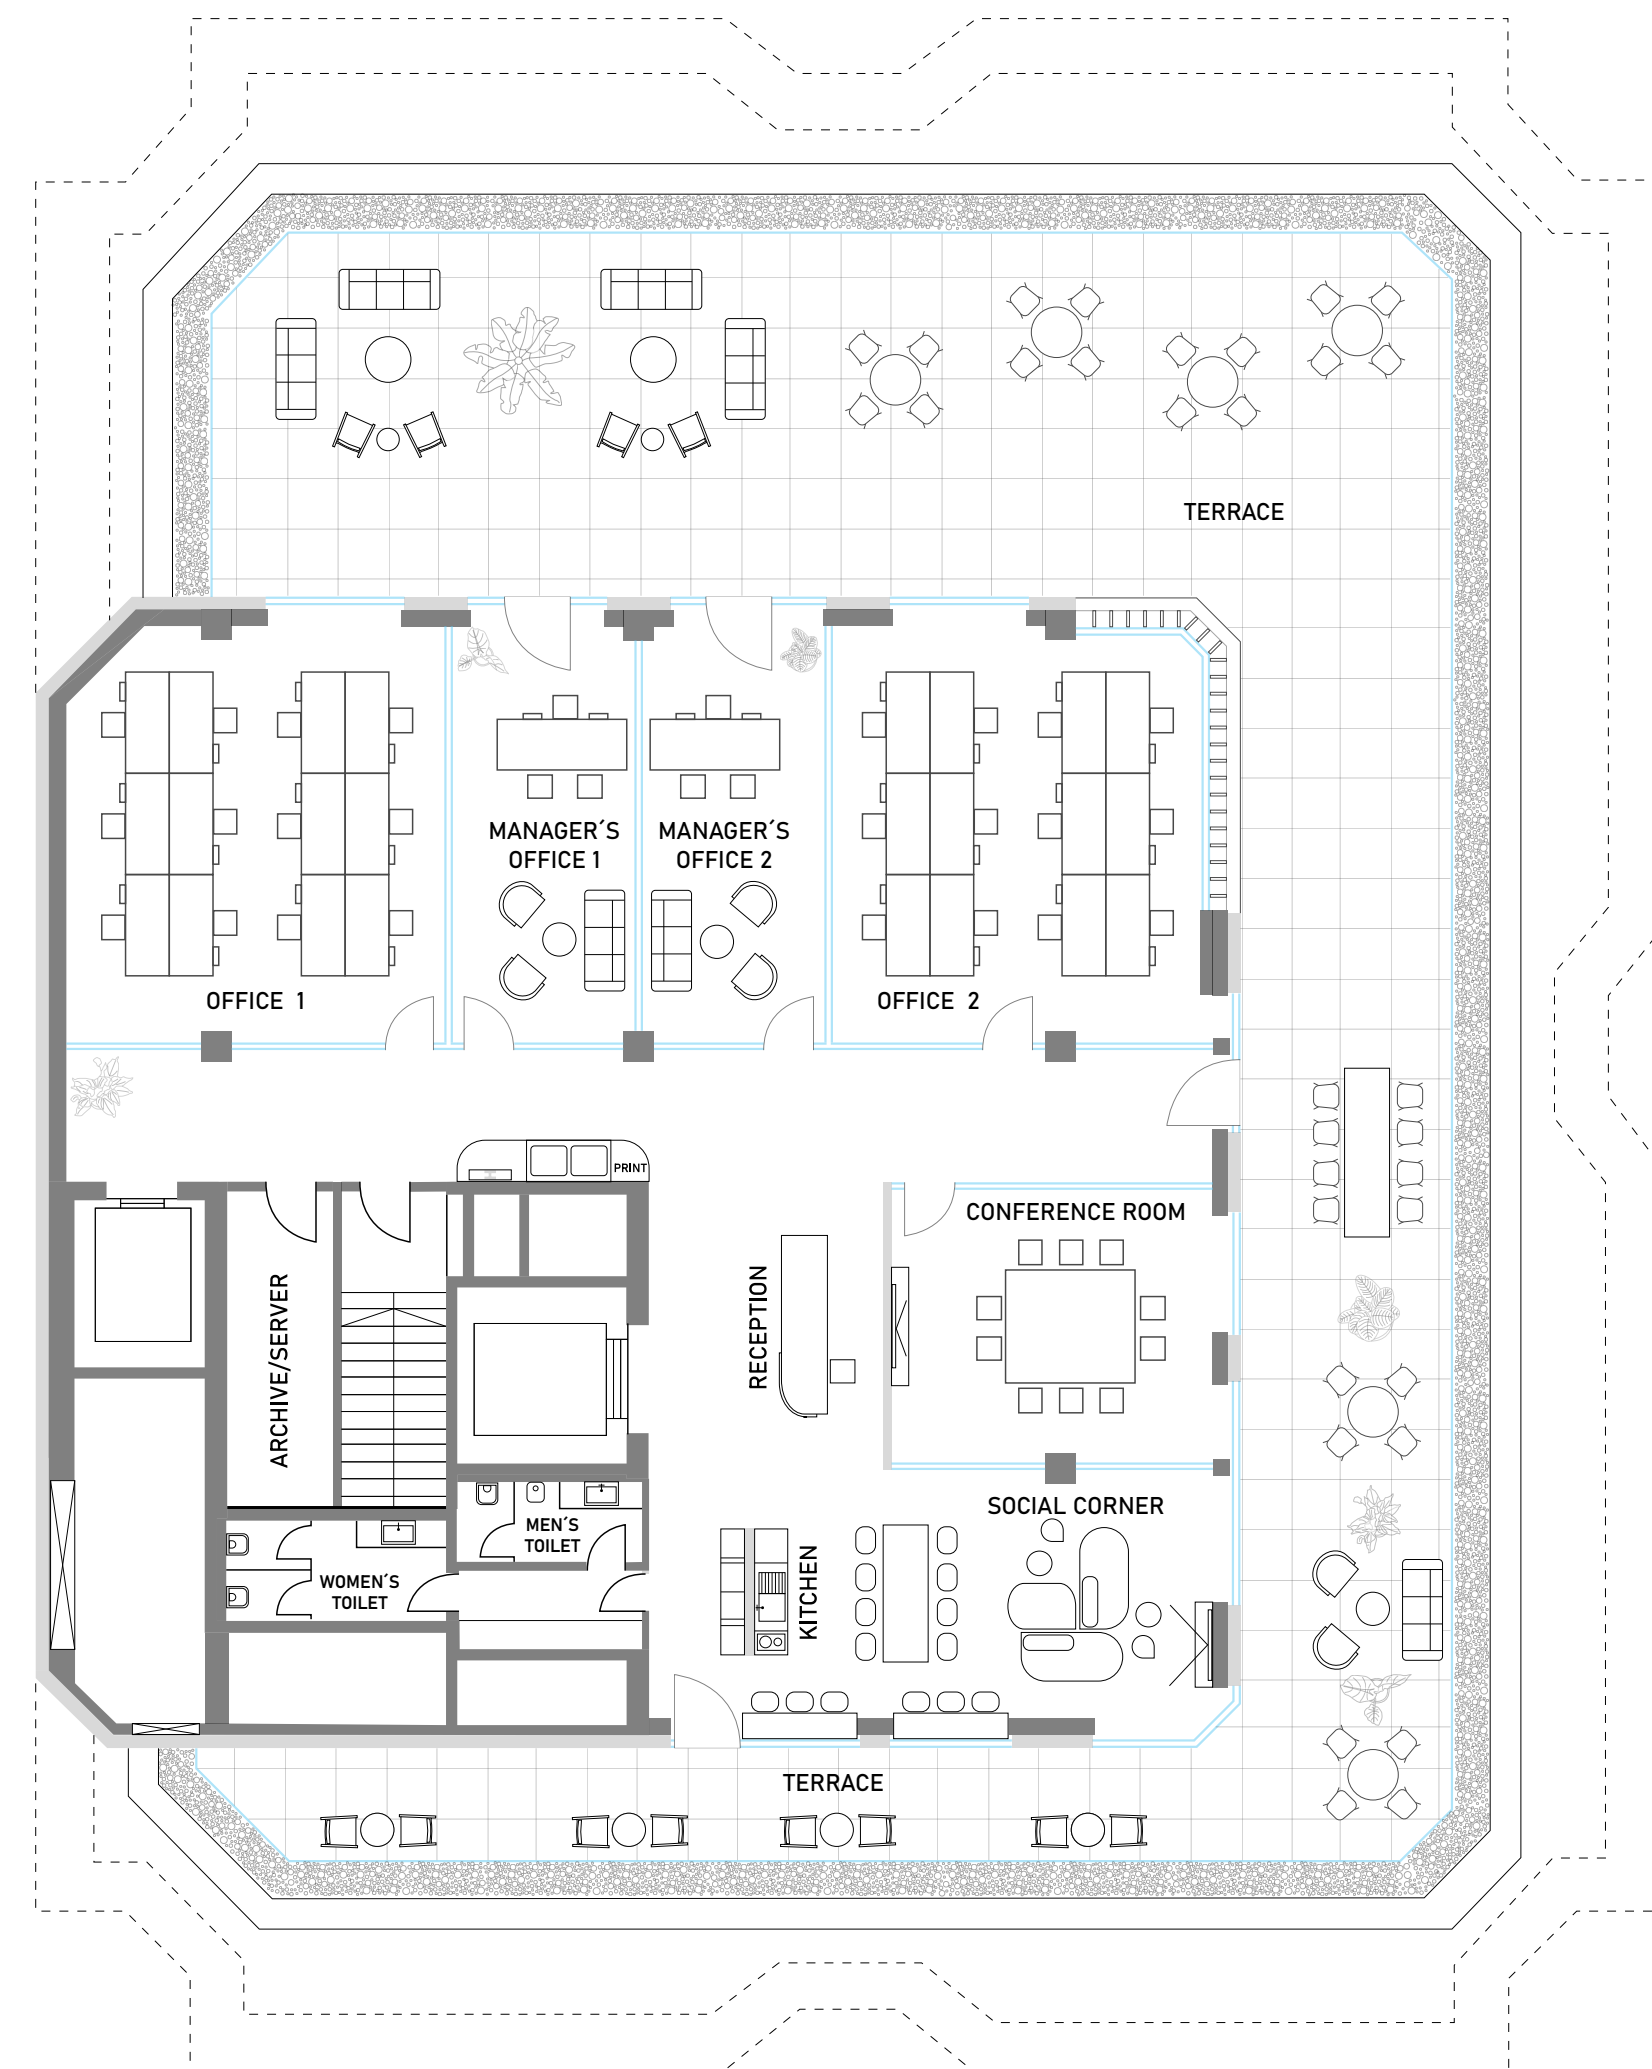 TERRACE
MANAGER´S
OFFICE 1
MANAGER´S
OFFICE 2
OFFICE 1
OFFICE 2
PRINT
CONFERENCE ROOM
ARCHIVE/SERVER
RECEPTION
SOCIAL CORNER
MEN´S
TOILET
WOMEN´S
TOILET
KITCHEN
TERRACE